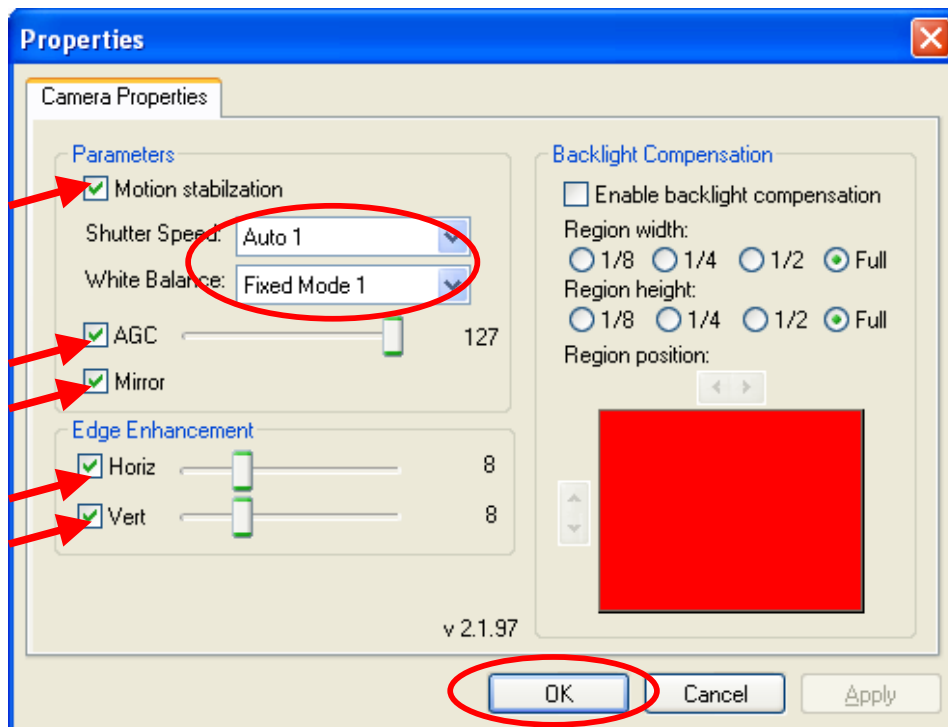 Properties
Camera Properties
Parameters
Motion stabilzation
Shutter Speed: Auto 1
White Balance: Fixed Mode 1
AGC 127
Mirror
Edge Enhancement
Horiz 8
Vert 8
v 2.1.97
Backlight Compensation
Enable backlight compensation
Region width:
1/8 1/4 1/2 Full
Region height:
1/8 1/4 1/2 Full
Region position:
OK Cancel Apply